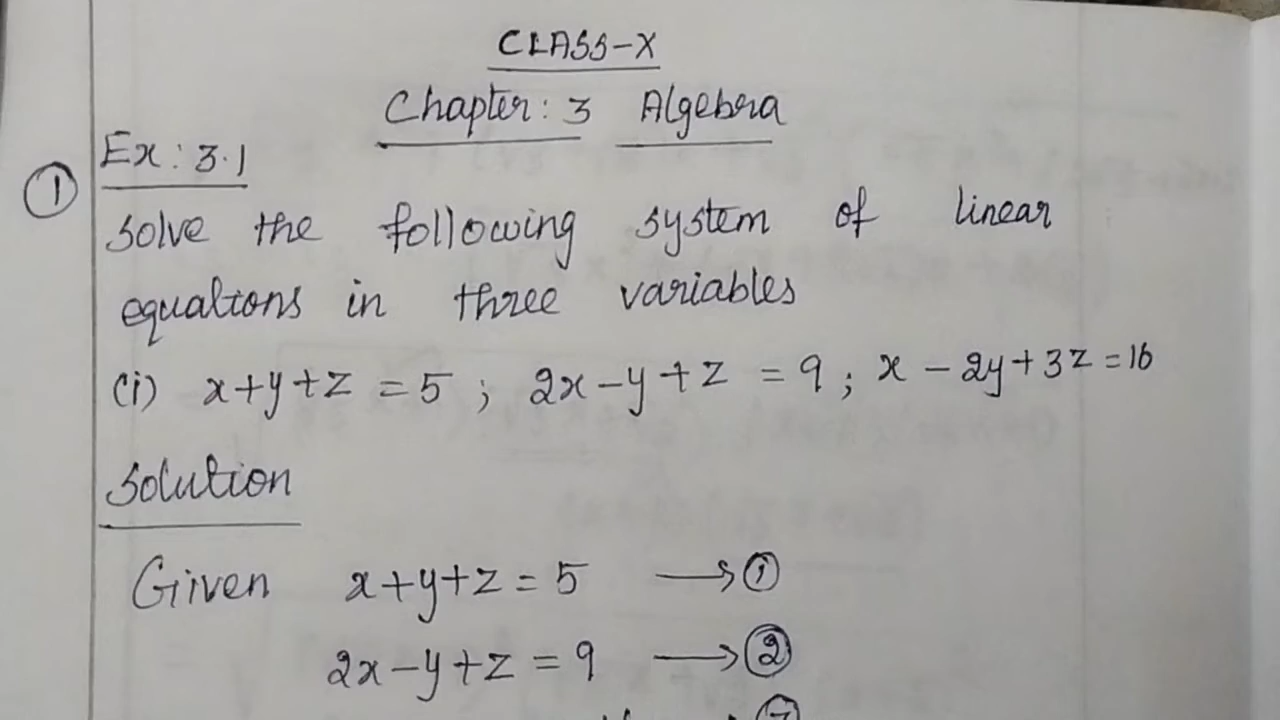 CLASS-X
Chapter: 3 Algebra
Ex: 3.1
① Solve the following system of linear
equations in three variables
(i) x+y+z = 5 ; 2x-y+z = 9 ; x-2y+3z = 16
Solution
Given x+y+z = 5 → ①
2x-y+z = 9 → ②